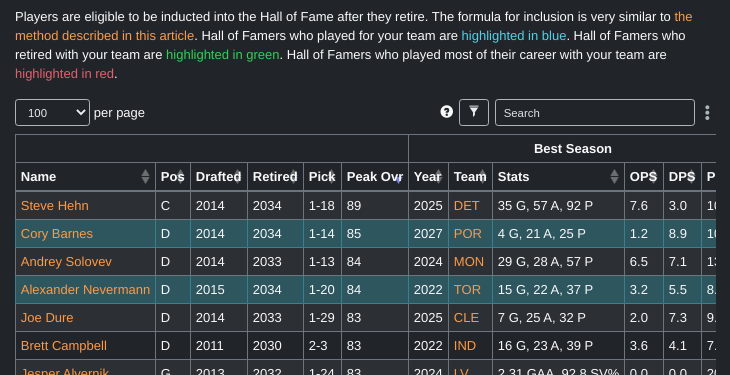 Players are eligible to be inducted into the Hall of Fame after they retire. The formula for inclusion is very similar to the
method described in this article. Hall of Famers who played for your team are highlighted in blue. Hall of Famers who
retired with your team are highlighted in green. Hall of Famers who played most of their career with your team are
highlighted in red.
100 per page Search
Best Season
Name Pos Drafted Retired Pick Peak Ovr Year Team Stats OPS DPS P
Steve Hehn C 2014 2034 1-18 89 2025 DET 35 G, 57 A, 92 P 7.6 3.0 10
Cory Barnes D 2014 2034 1-14 85 2027 POR 4 G, 21 A, 25 P 1.2 8.9 10
Andrey Solovev D 2014 2033 1-13 84 2024 MON 29 G, 28 A, 57 P 6.5 7.1 13
Alexander Nevermann D 2015 2034 1-20 84 2022 TOR 15 G, 22 A, 37 P 3.2 5.5 8.
Joe Dure D 2014 2033 1-29 83 2025 CLE 7 G, 25 A, 32 P 2.0 7.3 9.
Brett Campbell D 2011 2030 2-3 83 2022 IND 16 G, 23 A, 39 P 3.6 4.1 7.
Jesper Alvernik G 2013 2032 1-24 83 2024 LV 2.31 GAA, 92.8 SV% 0.0 0.0 20